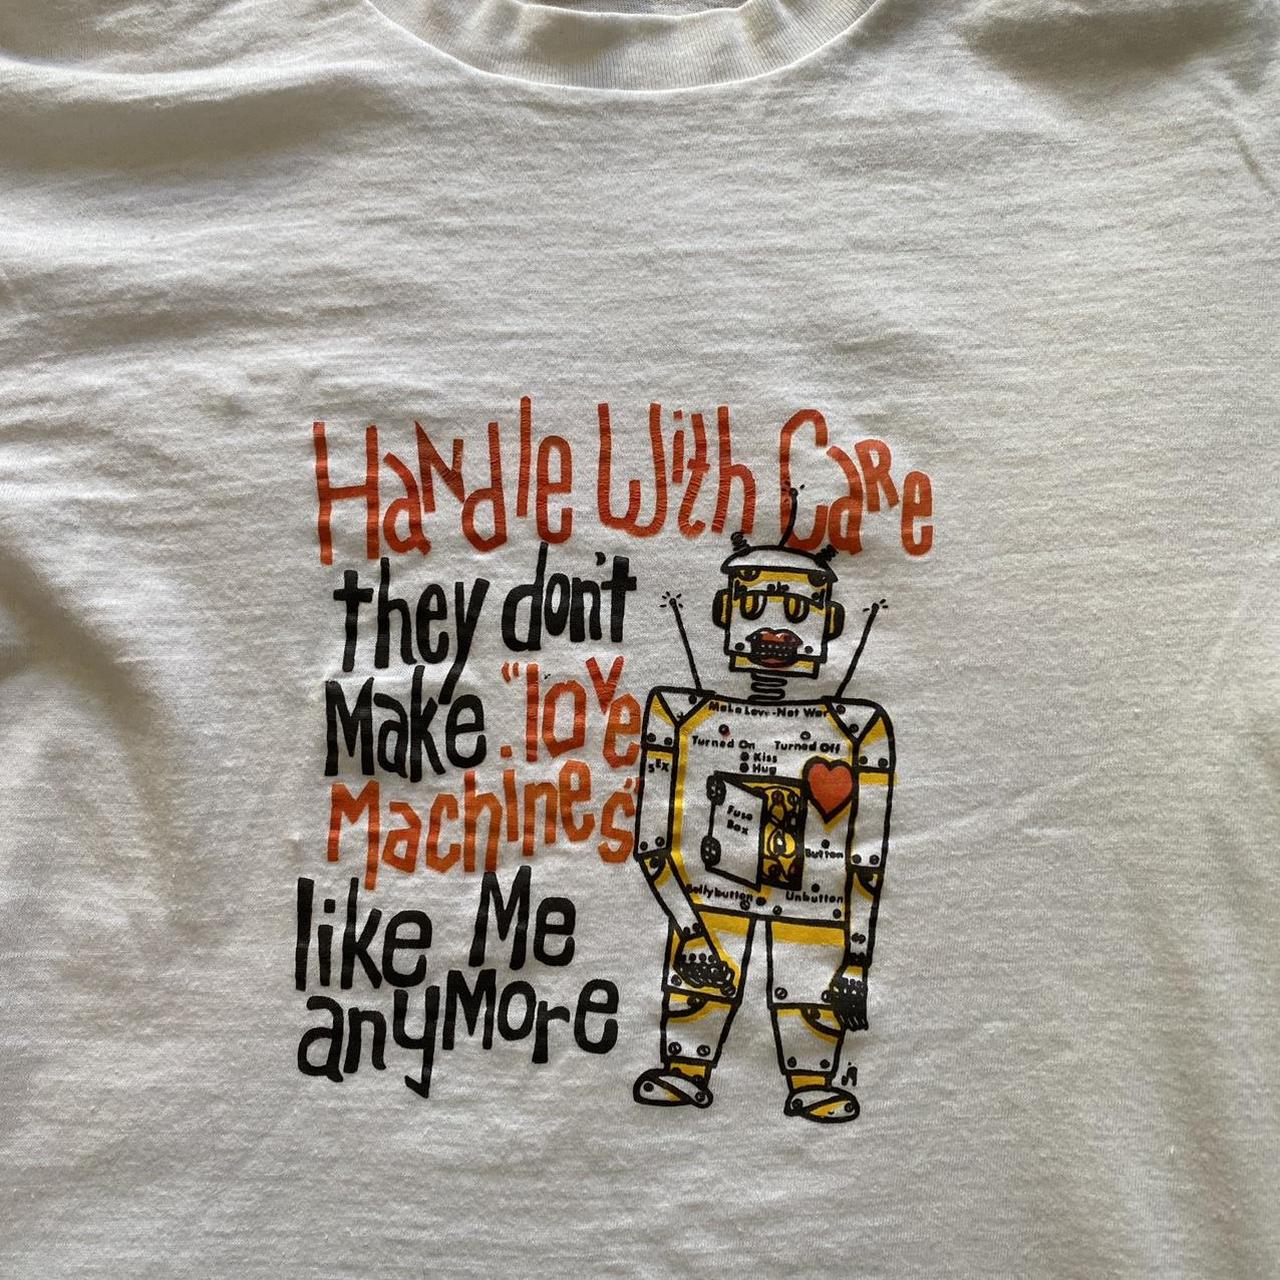 HaNdle With CaRe
they don't
Make "love
Machines"
like Me
anyMore
Make Love-Not War
Turned On Turned Off
Kiss
Hug
SEX
Fuse
Box
Button
Bellybutton Unbutton